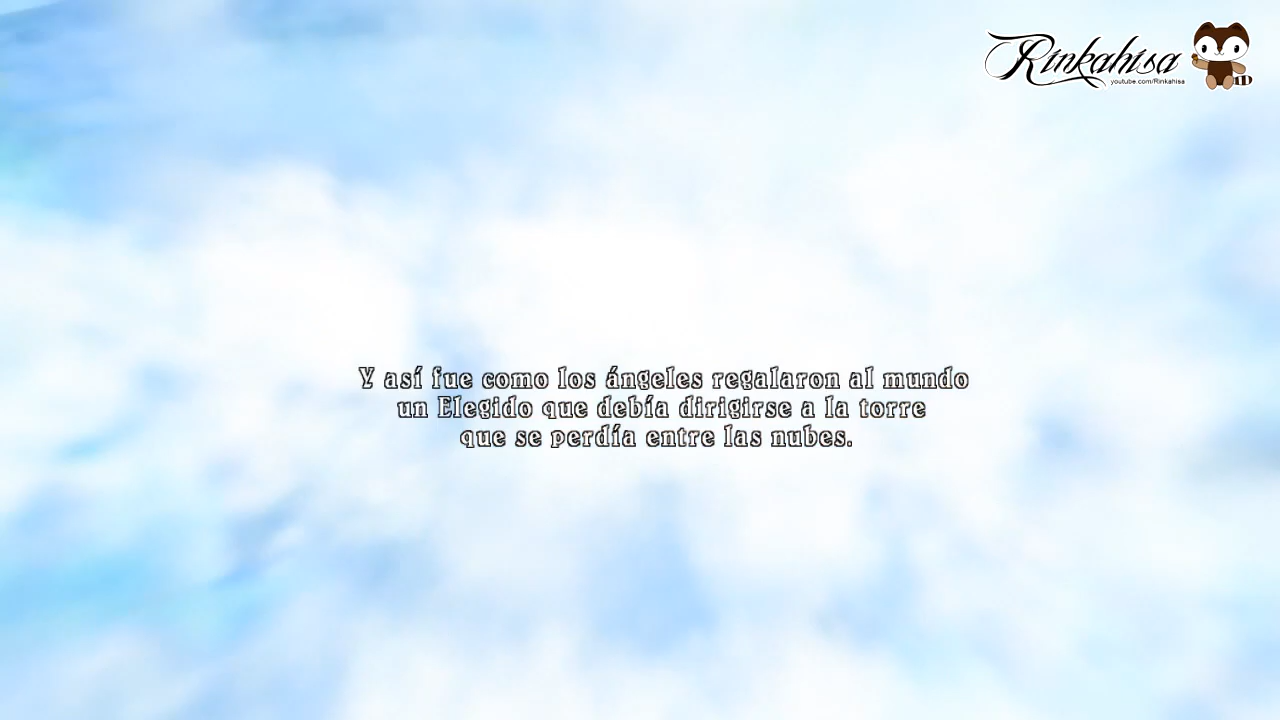 Rinkahisa
youtube.com/Rinkahisa
Y así fue como los ángeles regalaron al mundo
un Elegido que debía dirigirse a la torre
que se perdía entre las nubes.